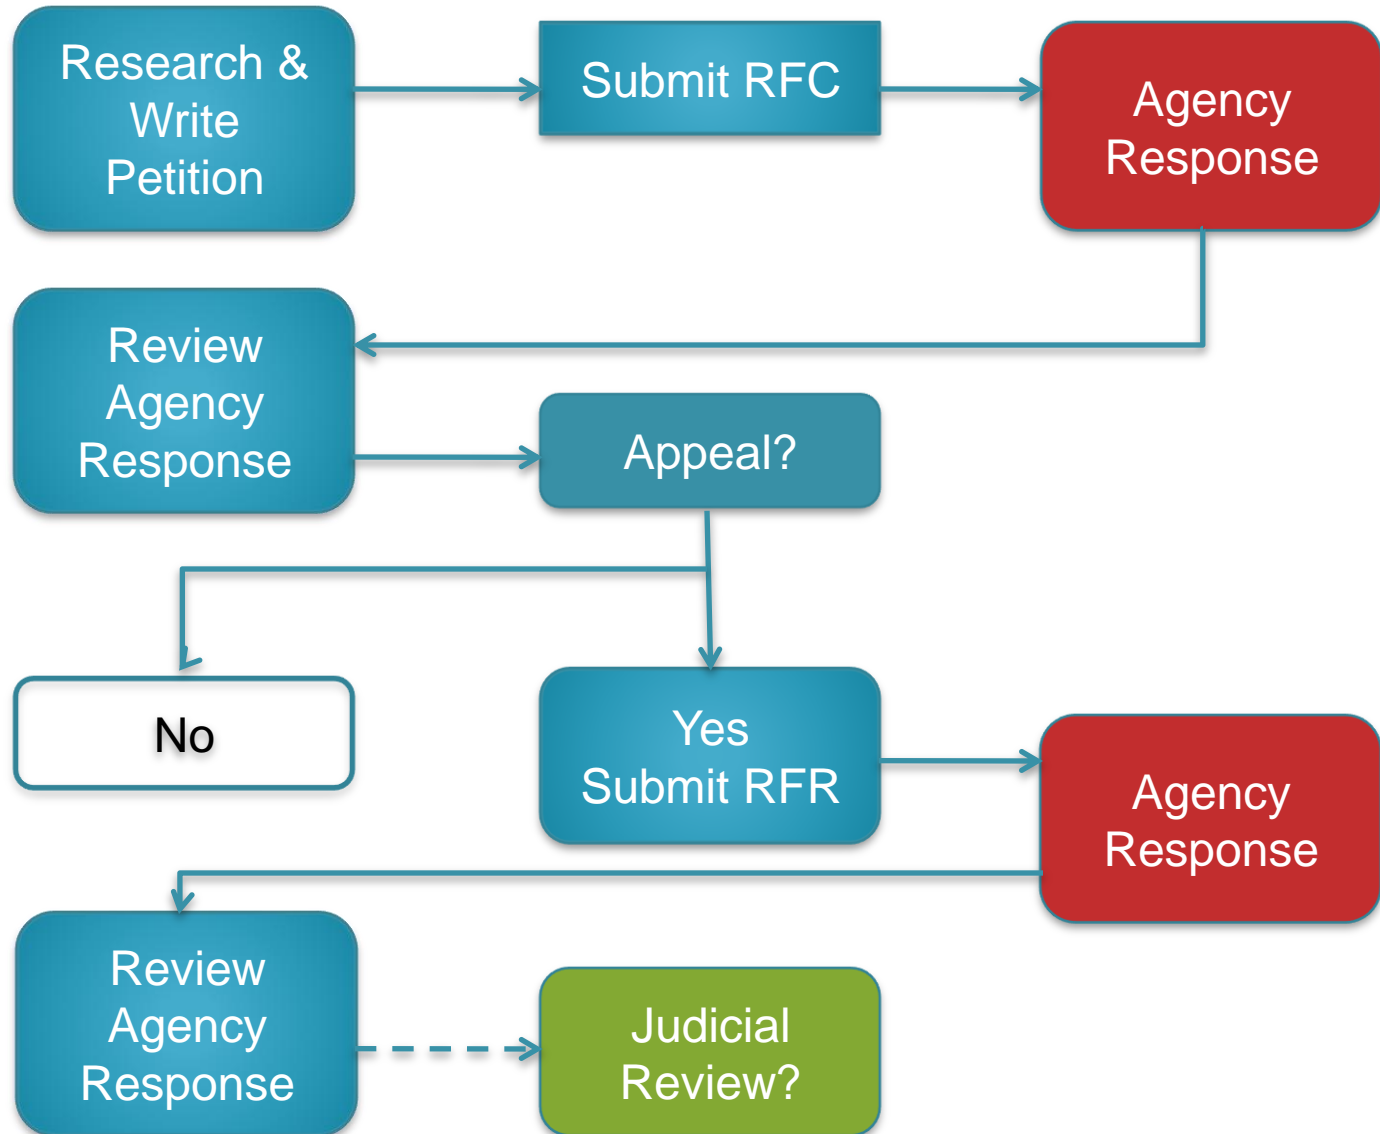 Research &
Write
Petition
Submit RFC
Agency
Response
Review
Agency
Response
Appeal?
No
Yes
Submit RFR
Agency
Response
Review
Agency
Response
Judicial
Review?